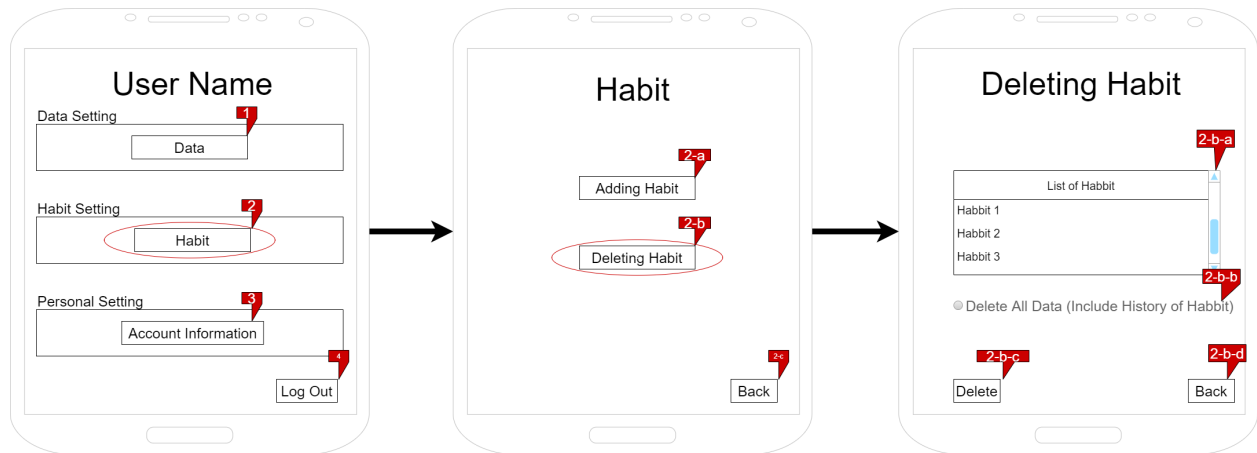 User Name
Data Setting
1
Data
Habit Setting
2
Habit
Personal Setting
3
Account Information
4
Log Out
Habit
2-a
Adding Habit
2-b
Deleting Habit
2-c
Back
Deleting Habit
2-b-a
List of Habbit
Habbit 1
Habbit 2
Habbit 3
2-b-b
Delete All Data (Include History of Habbit)
2-b-c
Delete
2-b-d
Back